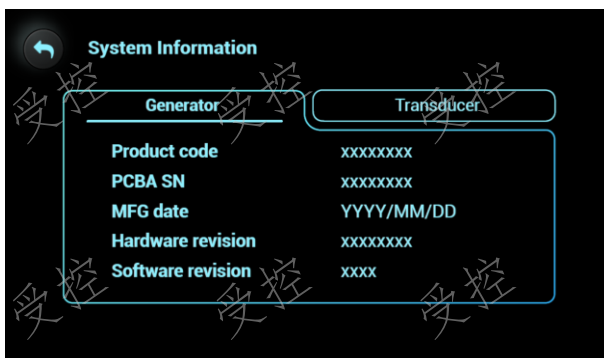 System Information
Generator
Transducer
Product code xxxxxxxx
PCBA SN xxxxxxxx
MFG date YYYY/MM/DD
Hardware revision xxxxxxxx
Software revision xxxx
受控
受控
受控
受控
受控
受控